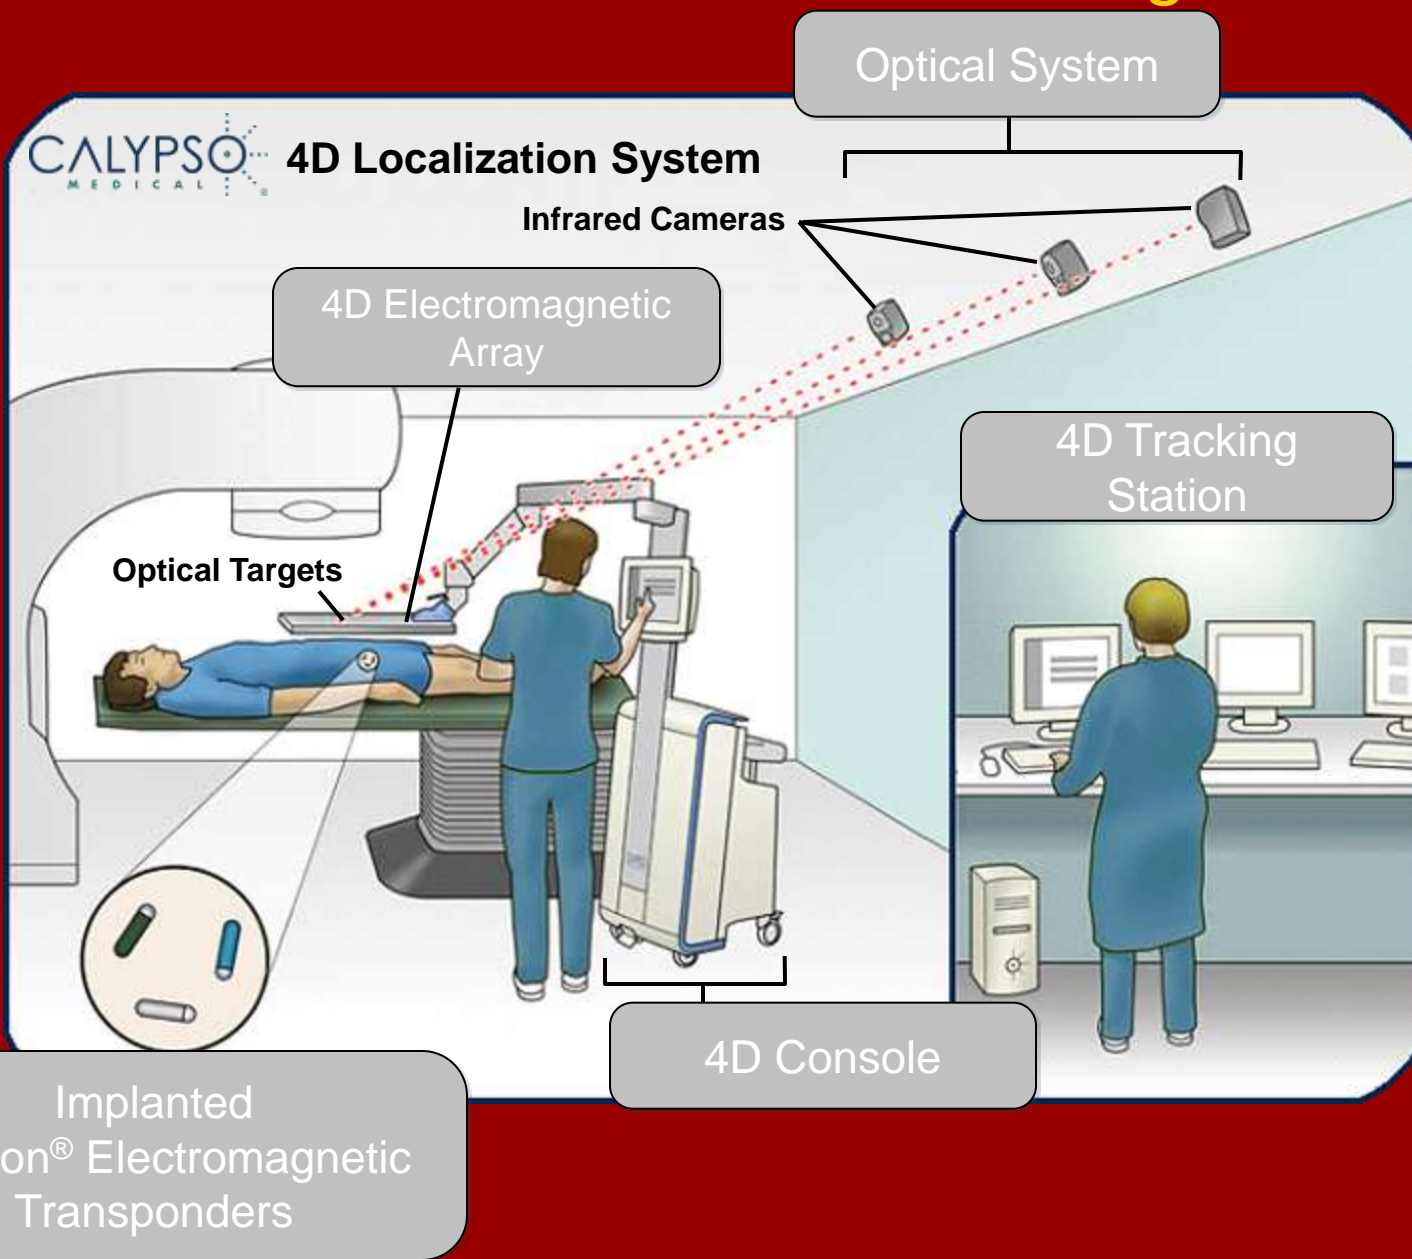 Optical System
CALYPSO
MEDICAL ®
4D Localization System
Infrared Cameras
4D Electromagnetic
Array
4D Tracking
Station
Optical Targets
4D Console
Implanted
® Electromagnetic
Transponders